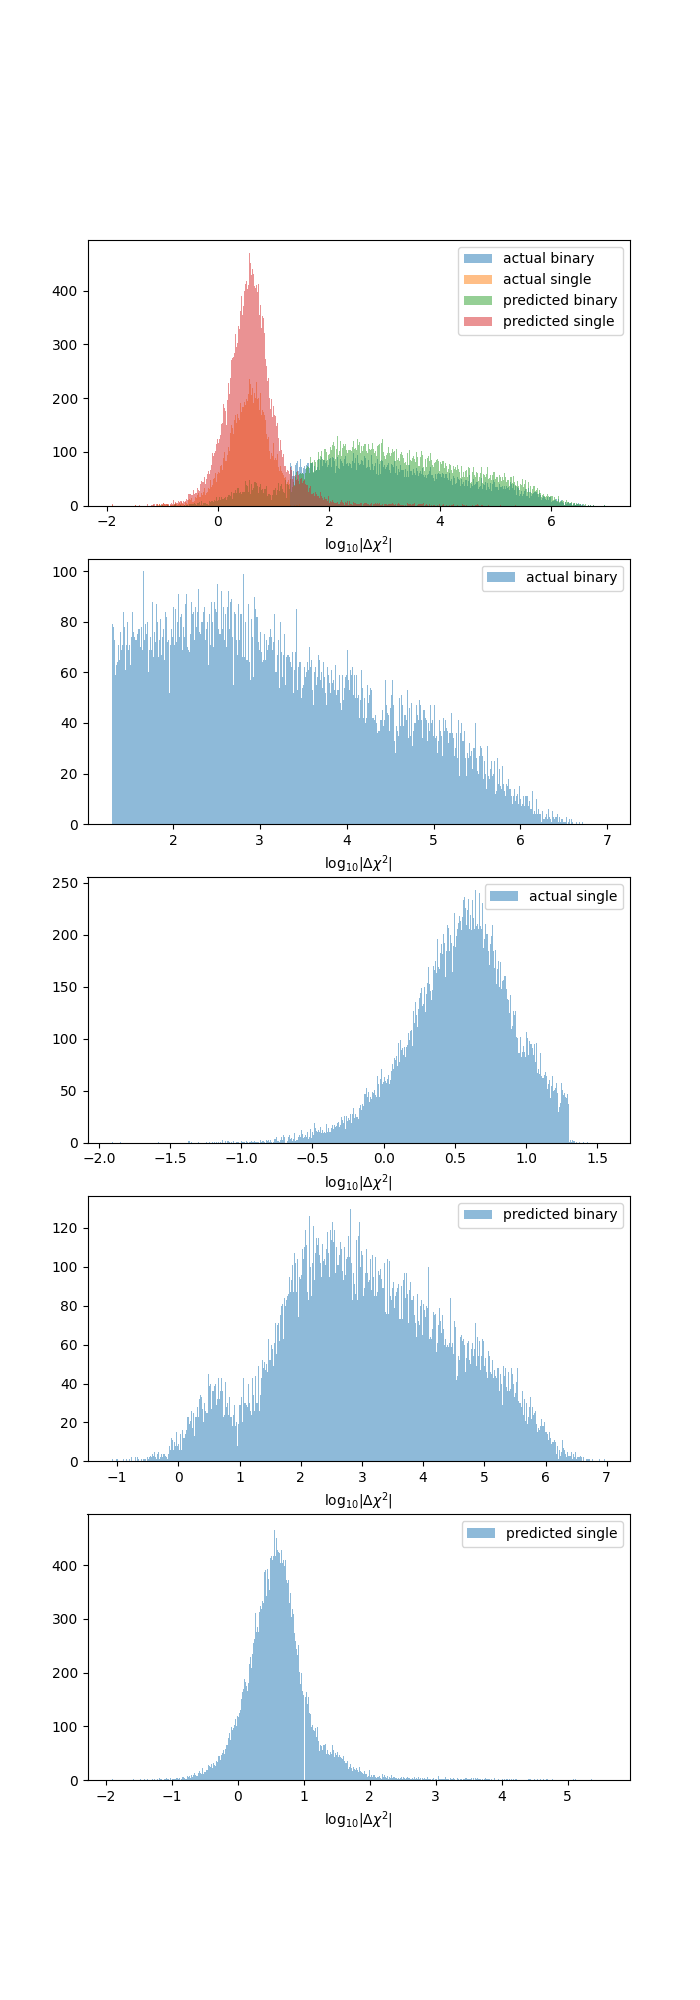 actual binary
actual single
predicted binary
predicted single
400
300
200
100
0
−2 0 2 4 6
log₁₀|Δχ²|
actual binary
100
80
60
40
20
0
2 3 4 5 6 7
log₁₀|Δχ²|
actual single
250
200
150
100
50
0
−2.0 −1.5 −1.0 −0.5 0.0 0.5 1.0 1.5
log₁₀|Δχ²|
predicted binary
120
100
80
60
40
20
0
−1 0 1 2 3 4 5 6 7
log₁₀|Δχ²|
predicted single
400
300
200
100
0
−2 −1 0 1 2 3 4 5
log₁₀|Δχ²|